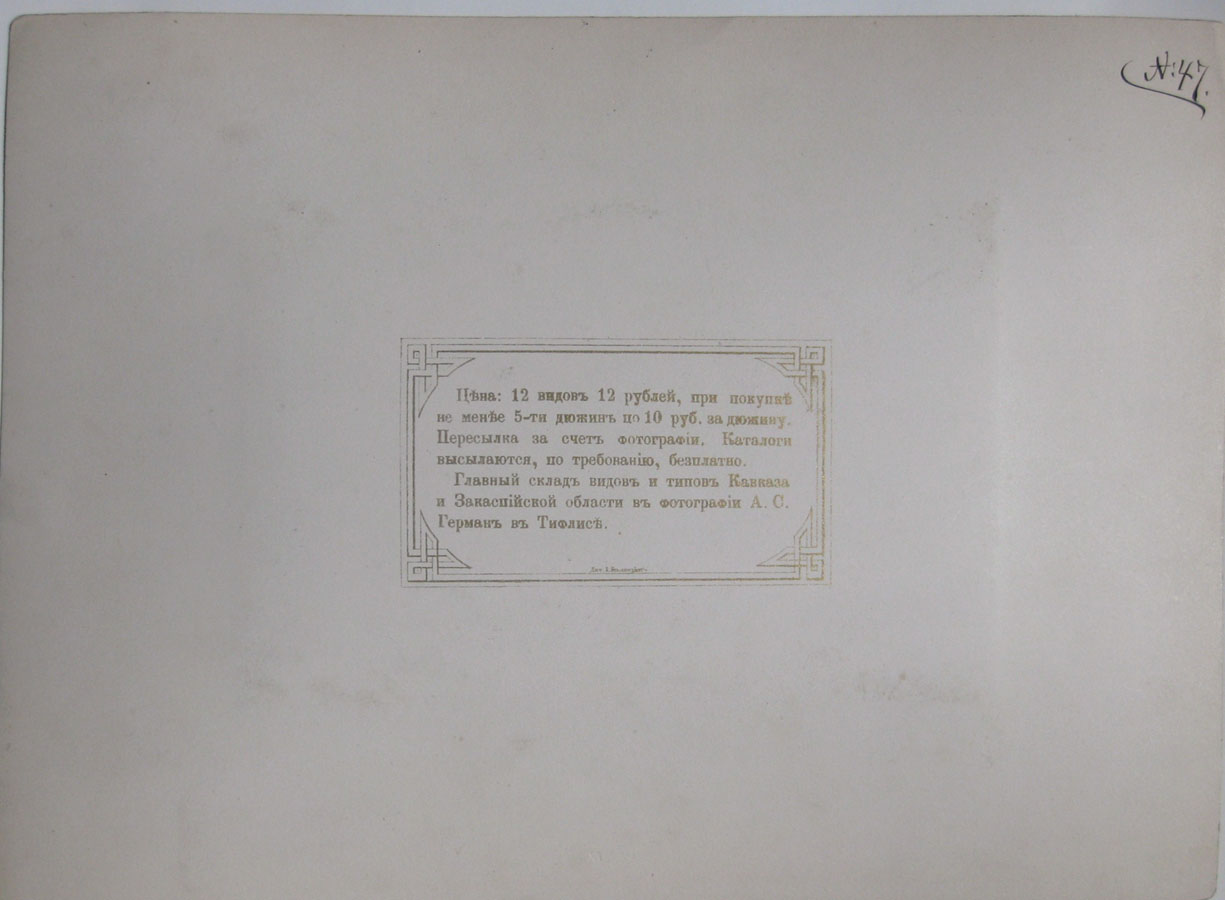 № 47.
Цѣна: 12 видовъ 12 рублей, при покупкѣ
не менѣе 5-ти дюжинъ по 10 руб. за дюжину.
Пересылка за счетъ фотографіи. Каталоги
высылаются, по требованію, безплатно.
Главный складъ видовъ и типовъ Кавказа
и Закаспійской области въ фотографіи А. С.
Германъ въ Тифлисѣ.